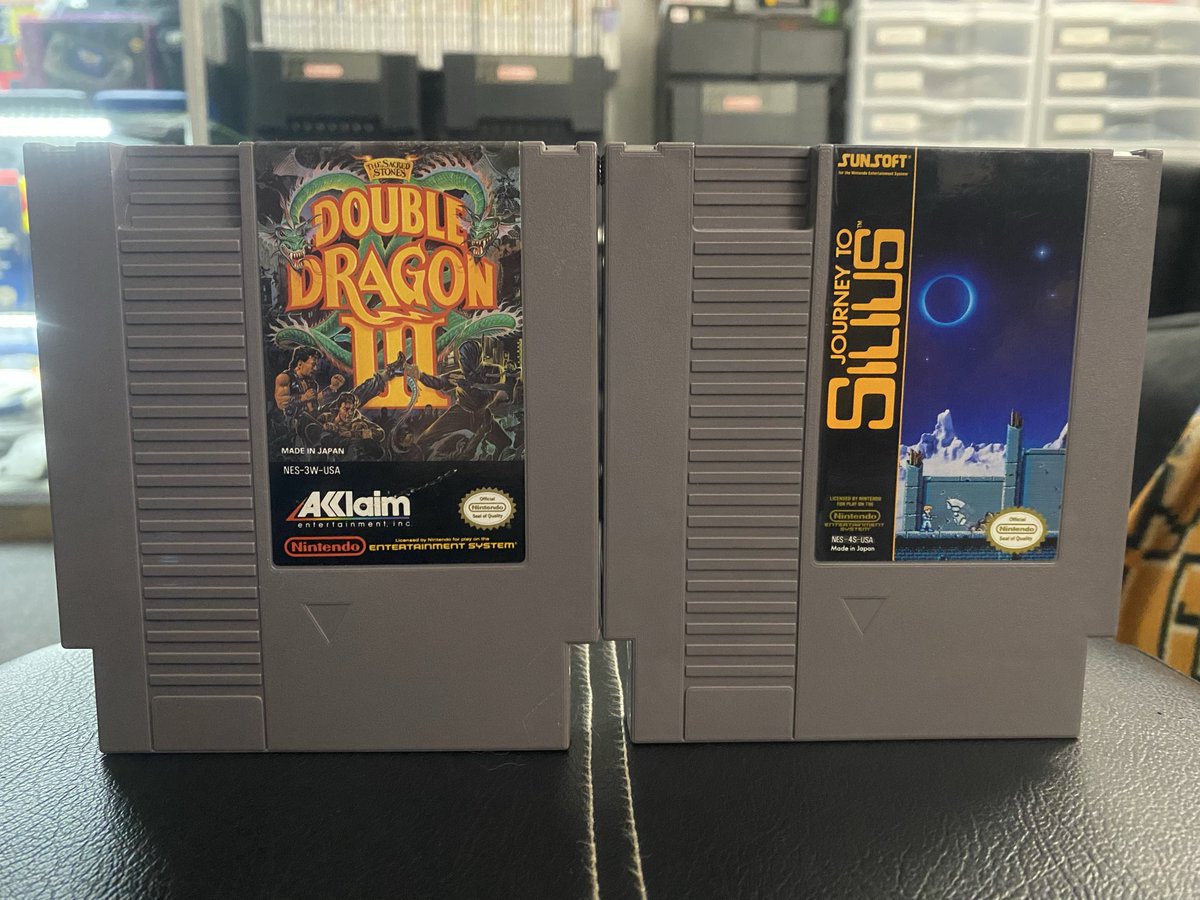 THE SACRED
STONES
DOUBLE
DRAGON
III
MADE IN JAPAN
NES-3W-USA
AKKlaim
entertainment, inc
Official
Nintendo
Seal of Quality
Nintendo
Licensed by Nintendo for play on the
ENTERTAINMENT SYSTEM®
SUNSOFT®
for the Nintendo Entertainment System
JOURNEY TO
SILIUS™
LICENSED BY NINTENDO
FOR PLAY ON THE
Nintendo
ENTERTAINMENT
SYSTEM
NES-4S-USA
Made in Japan
Official
Nintendo
Seal of Quality